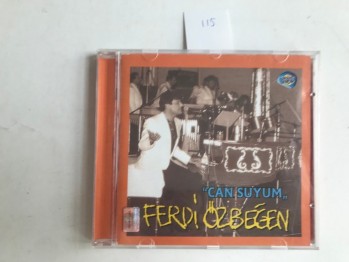 115
"CAN SUYUM„
FERDİ ÖZBEĞEN